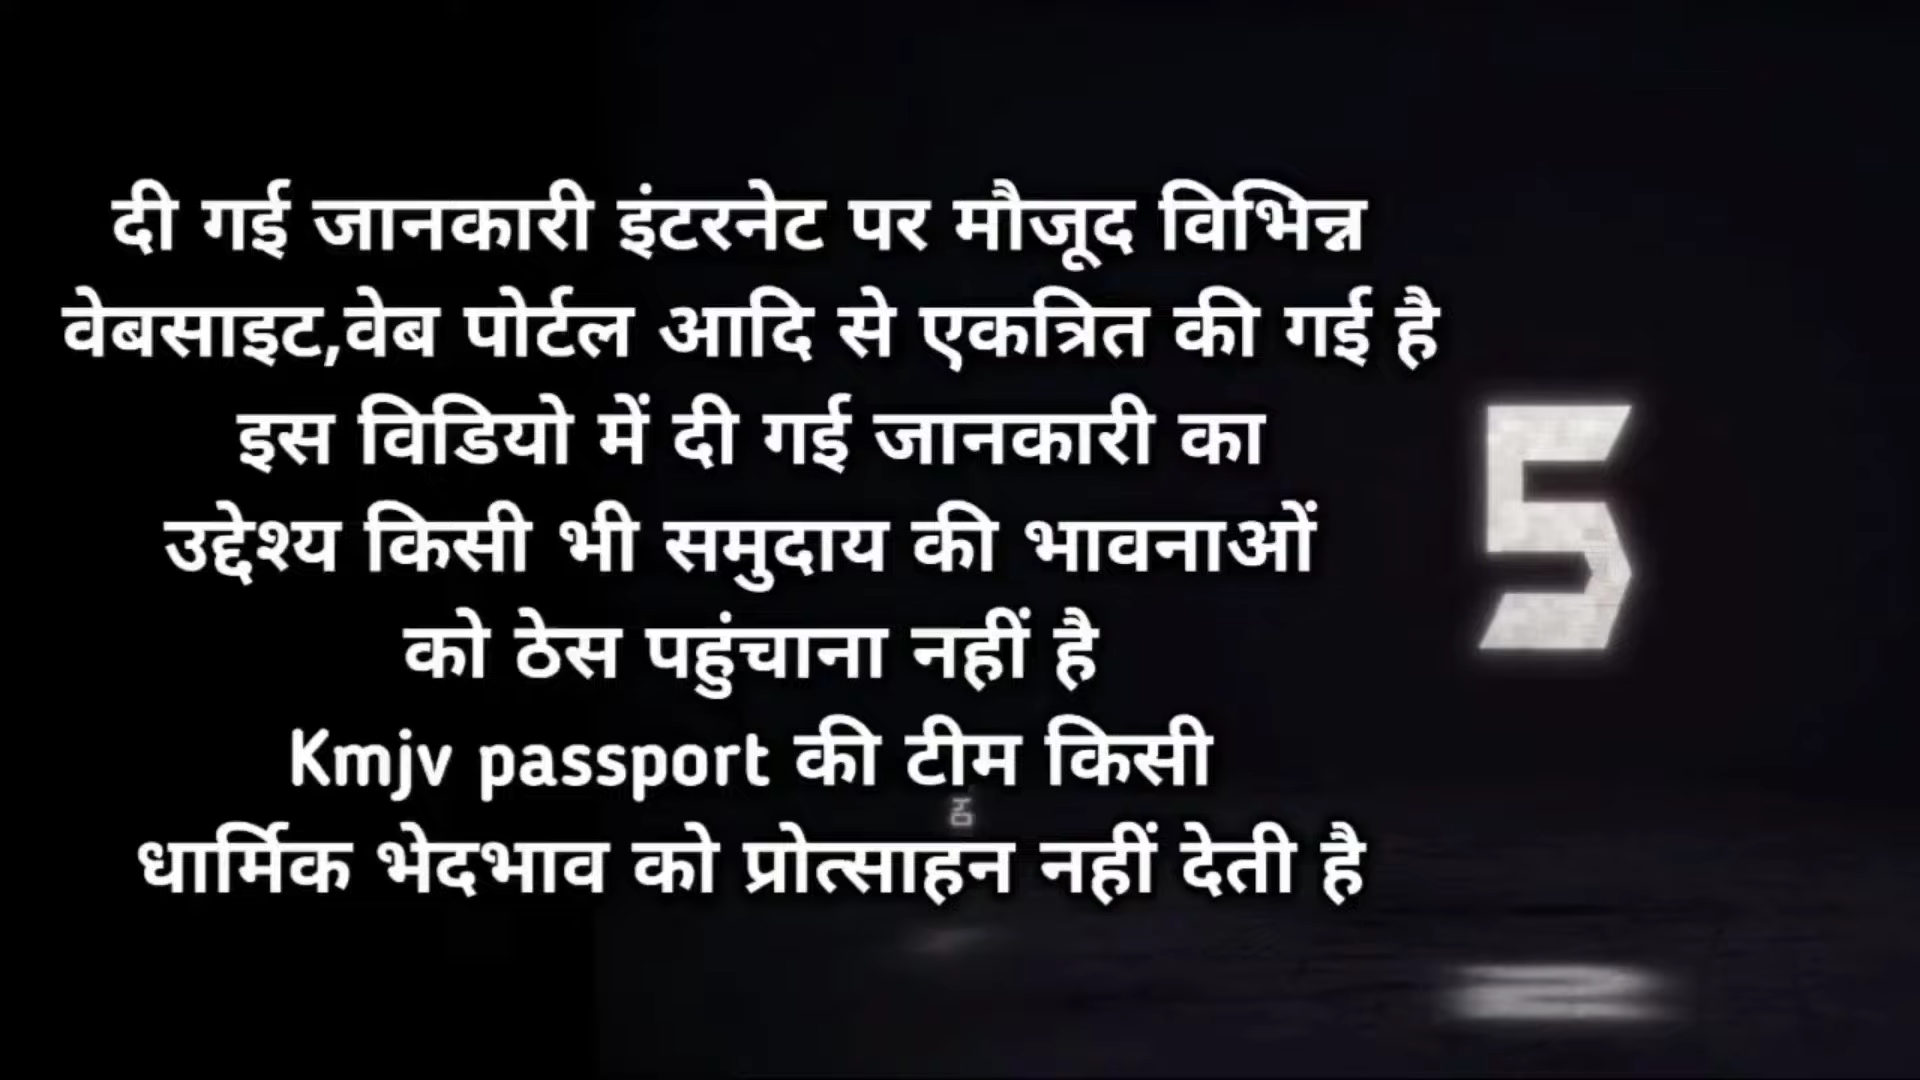 दी गई जानकारी इंटरनेट पर मौजूद विभिन्न
वेबसाइट,वेब पोर्टल आदि से एकत्रित की गई है
इस विडियो में दी गई जानकारी का
उद्देश्य किसी भी समुदाय की भावनाओं
को ठेस पहुंचाना नहीं है
Kmjv passport की टीम किसी
धार्मिक भेदभाव को प्रोत्साहन नहीं देती है
5